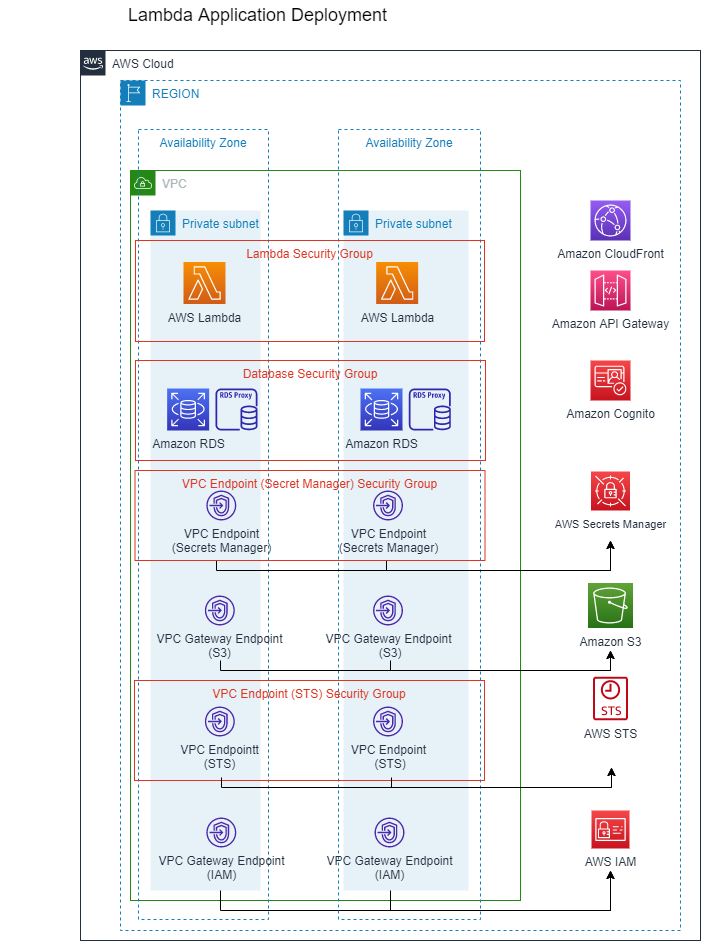 Lambda Application Deployment
aws
AWS Cloud
REGION
Availability Zone
Availability Zone
VPC
Private subnet
Private subnet
Lambda Security Group
AWS Lambda
AWS Lambda
Database Security Group
RDS Proxy
RDS Proxy
Amazon RDS
Amazon RDS
VPC Endpoint (Secret Manager) Security Group
VPC Endpoint
(Secrets Manager)
VPC Endpoint
(Secrets Manager)
VPC Gateway Endpoint
(S3)
VPC Gateway Endpoint
(S3)
VPC Endpoint (STS) Security Group
VPC Endpointt
(STS)
VPC Endpoint
(STS)
VPC Gateway Endpoint
(IAM)
VPC Gateway Endpoint
(IAM)
Amazon CloudFront
</>
Amazon API Gateway
Amazon Cognito
AWS Secrets Manager
Amazon S3
STS
AWS STS
AWS IAM